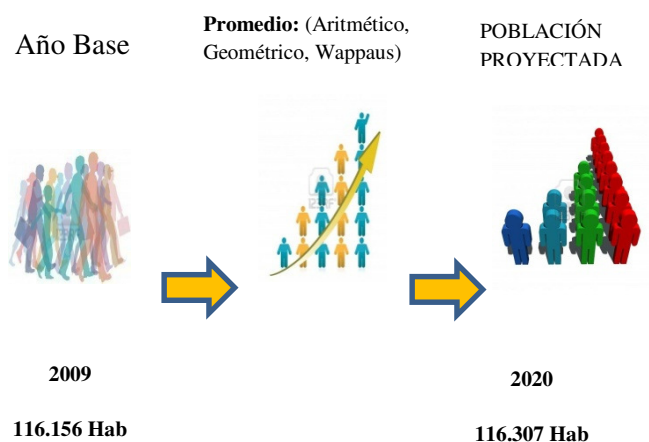 Año Base
Promedio: (Aritmético,
Geométrico, Wappaus)
POBLACIÓN
PROYECTADA
2009
116.156 Hab
2020
116.307 Hab